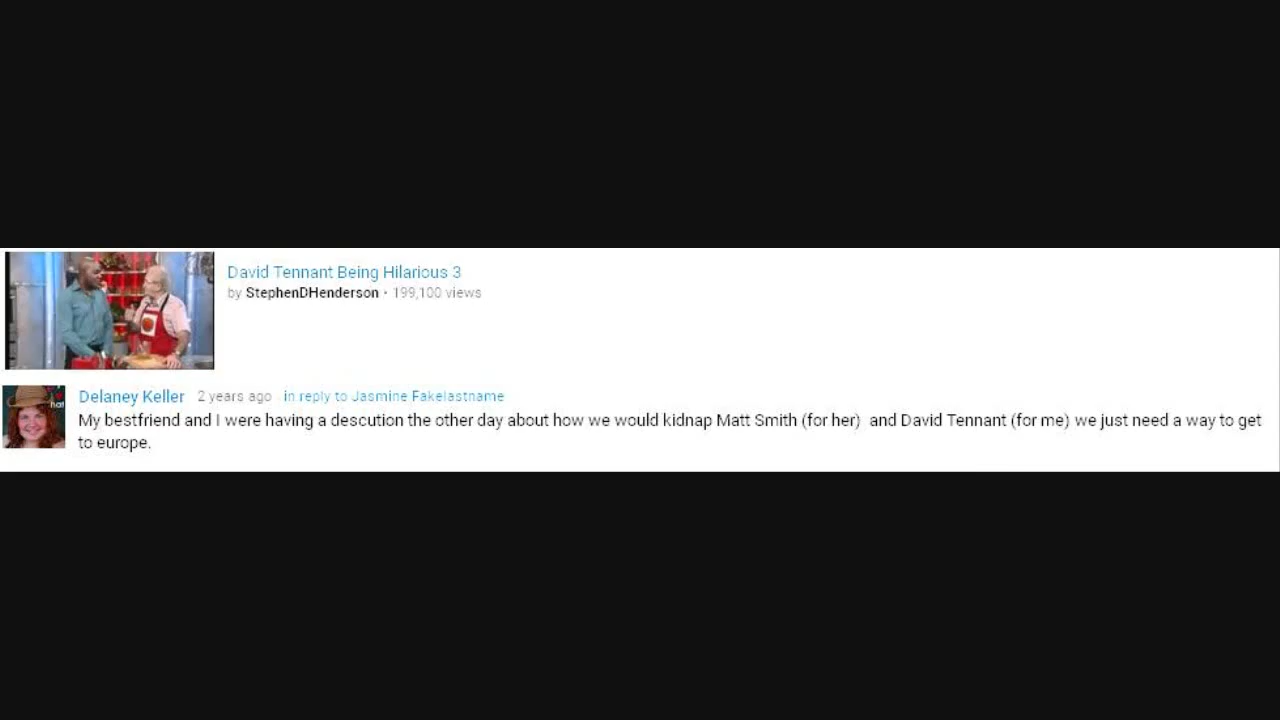 David Tennant Being Hilarious 3
by StephenDHenderson · 199,100 views
hat
Delaney Keller 2 years ago in reply to Jasmine Fakelastname
My bestfriend and I were having a descution the other day about how we would kidnap Matt Smith (for her) and David Tennant (for me) we just need a way to get
to europe.